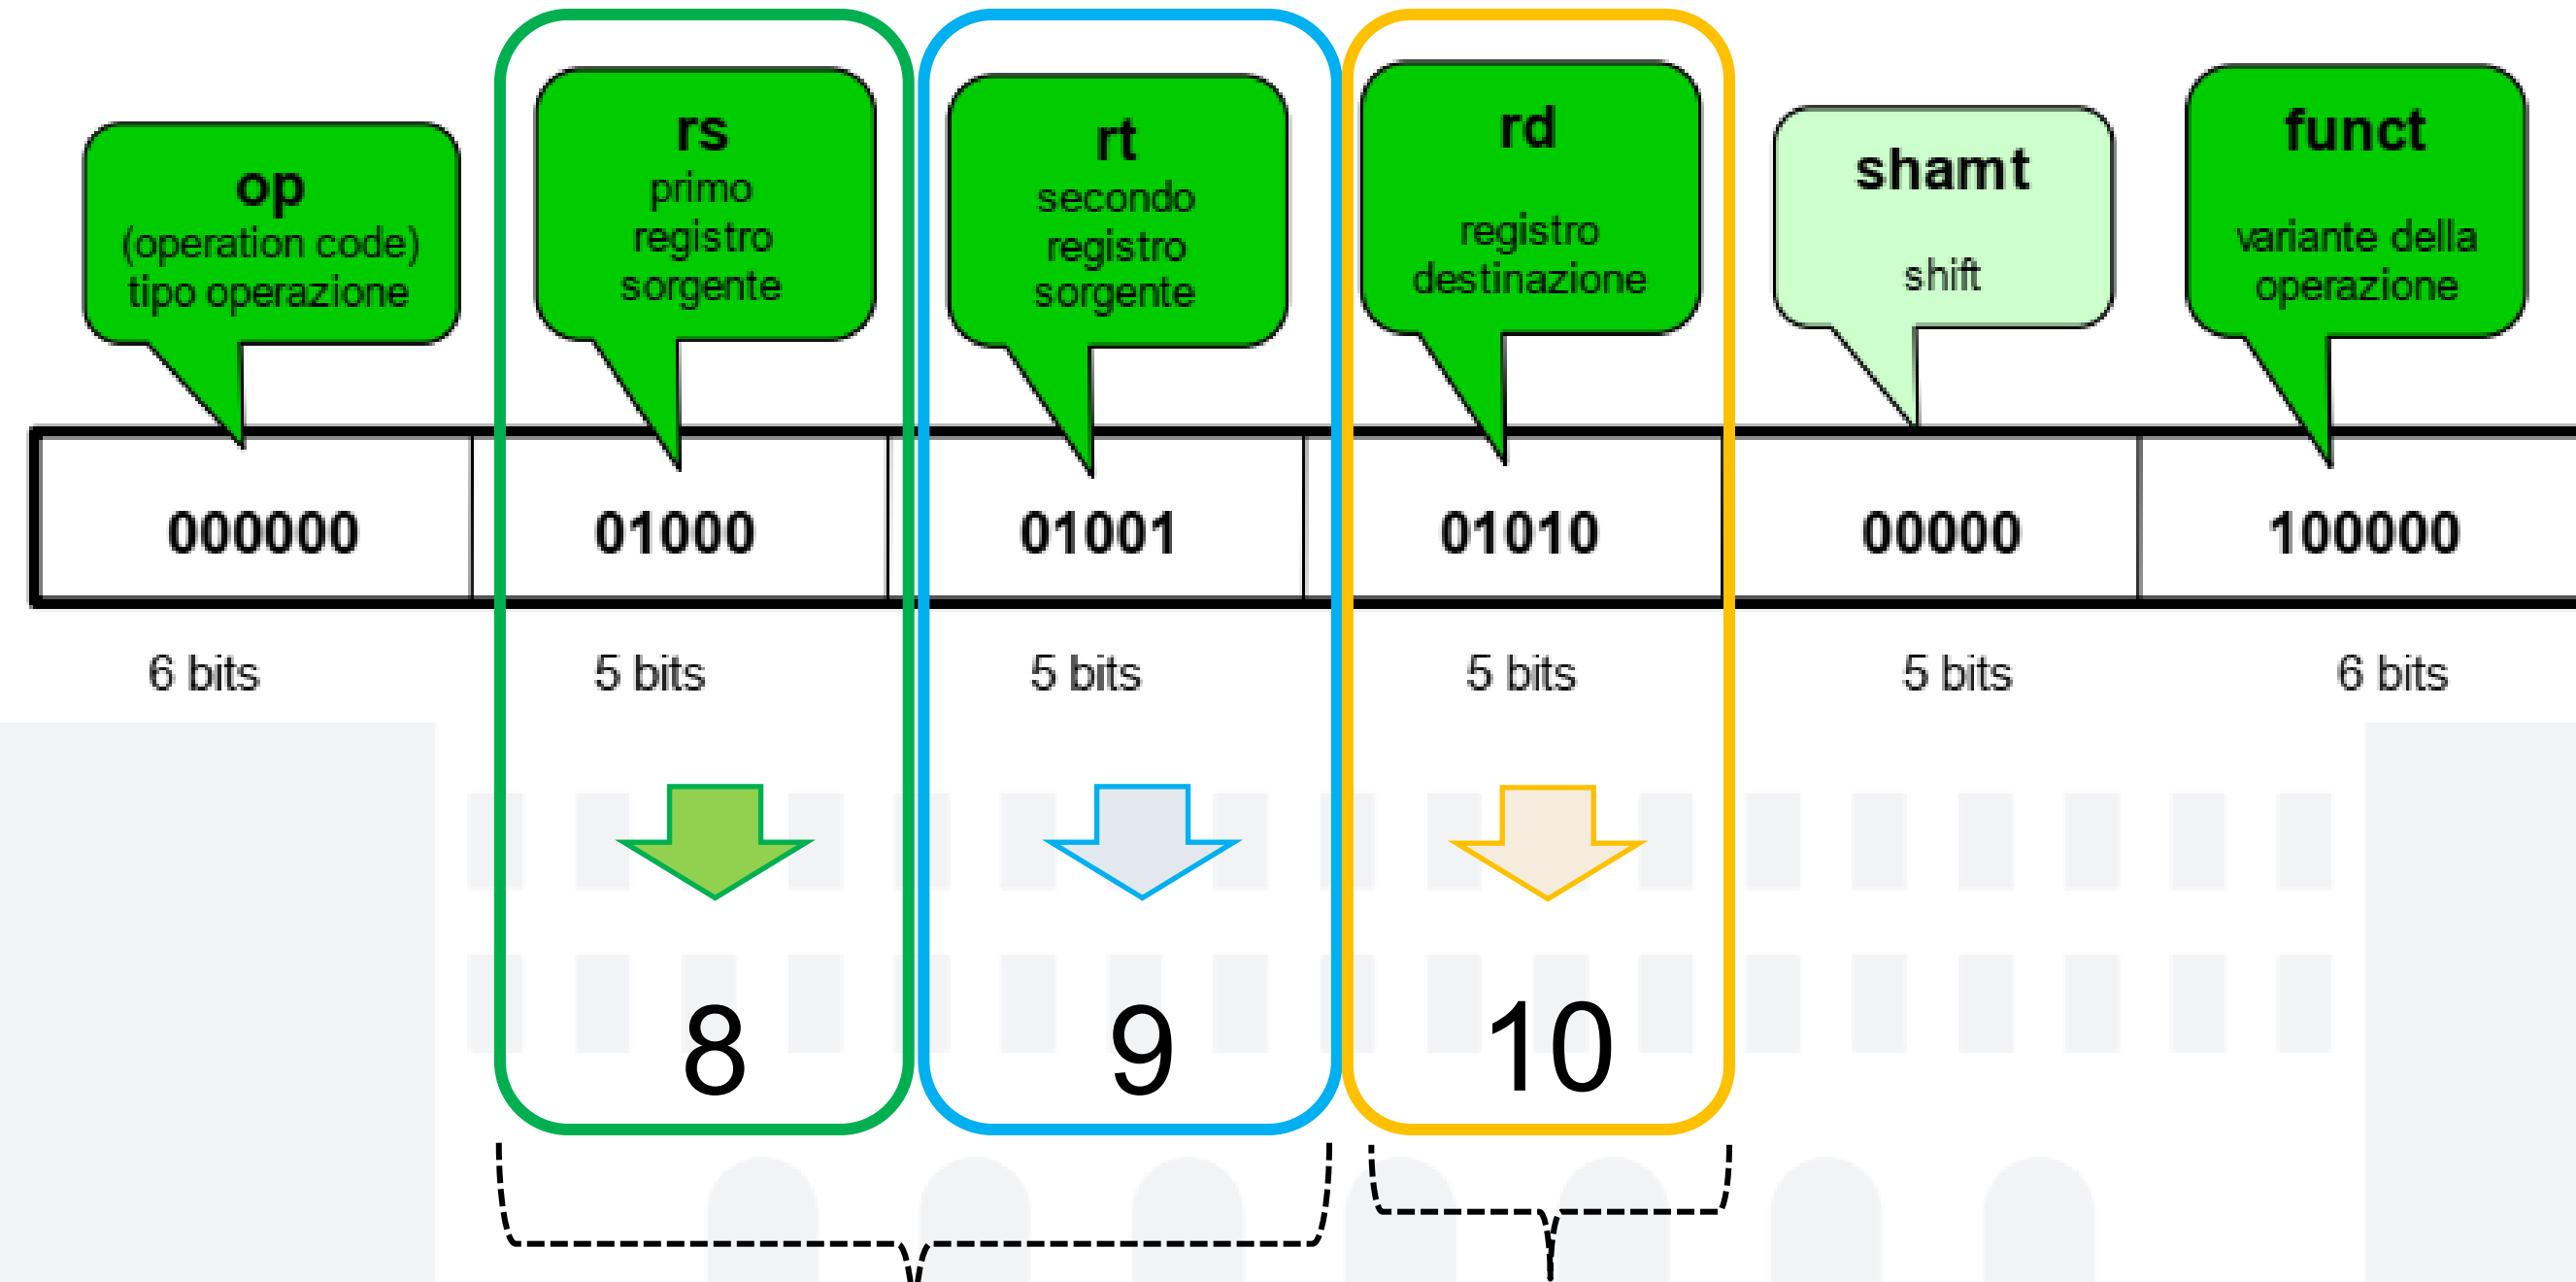 op
(operation code)
tipo operazione
rs
primo
registro
sorgente
rt
secondo
registro
sorgente
rd
registro
destinazione
shamt
shift
funct
variante della
operazione
000000 01000 01001 01010 00000 100000
6 bits 5 bits 5 bits 5 bits 5 bits 6 bits
8 9 10